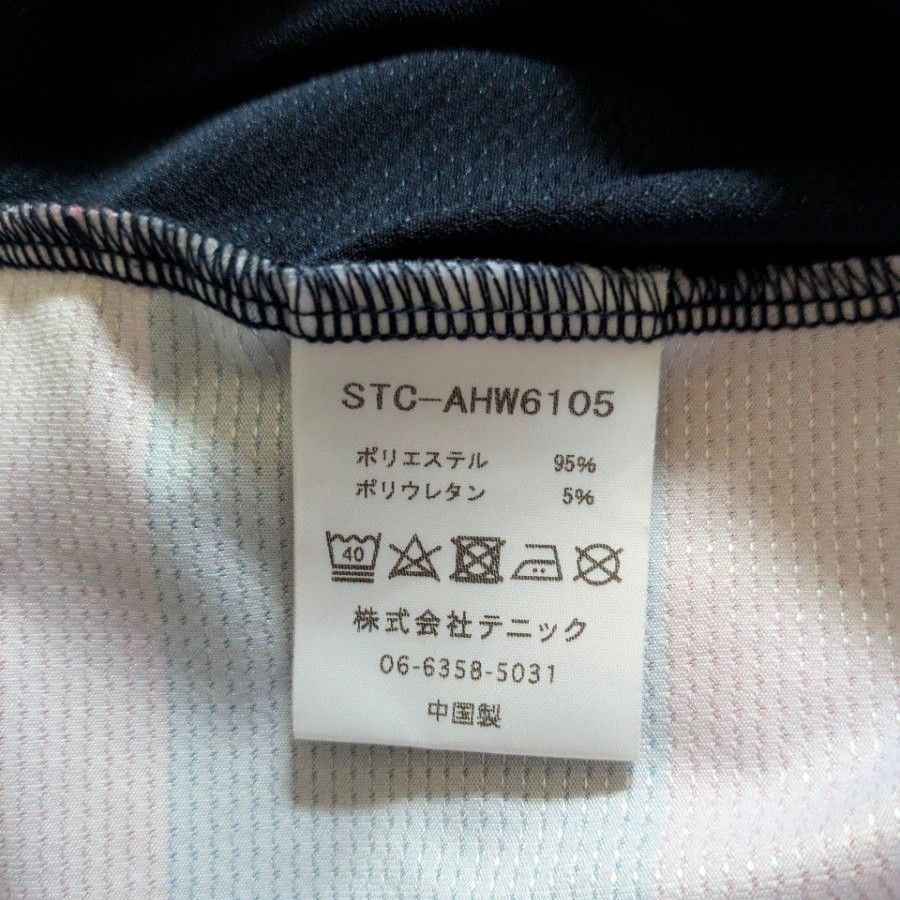 STC-AHW6105
ポリエステル 95%
ポリウレタン 5%
40
株式会社テニック
06-6358-5031
中国製